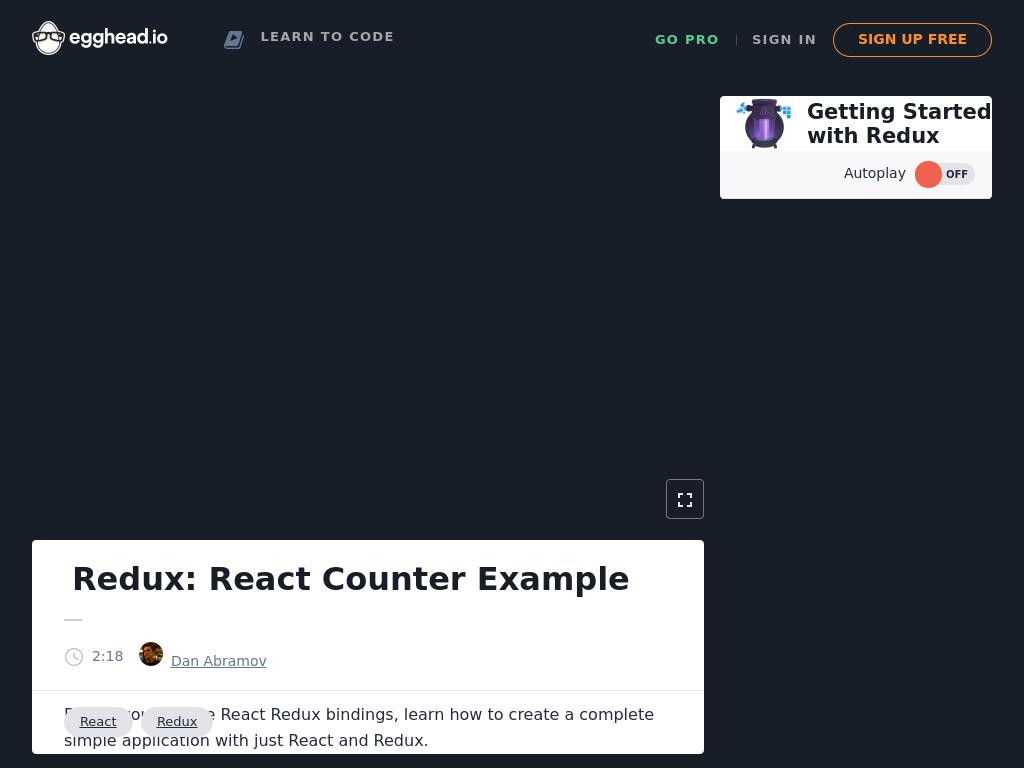 egghead.io
LEARN TO CODE
GO PRO
SIGN IN
SIGN UP FREE
Getting Started
with Redux
Autoplay
OFF
Redux: React Counter Example
2:18
Dan Abramov
React Redux bindings, learn how to create a complete
React
Redux
simple application with just React and Redux.